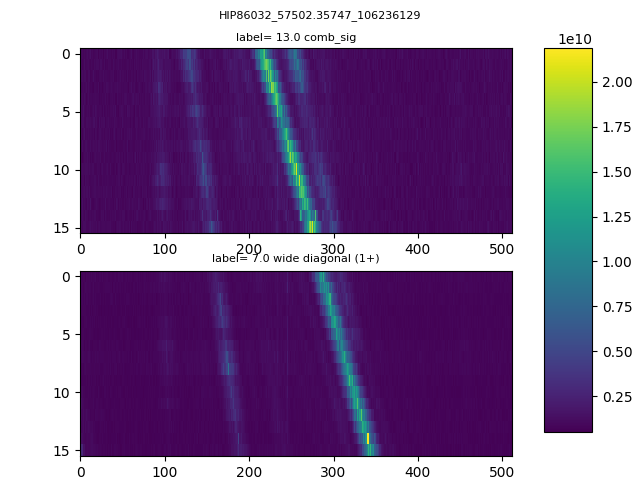 HIP86032_57502.35747_106236129
label= 13.0 comb_sig
0
5
10
15
0 100 200 300 400 500
label= 7.0 wide diagonal (1+)
0
5
10
15
0 100 200 300 400 500
1e10
2.00
1.75
1.50
1.25
1.00
0.75
0.50
0.25